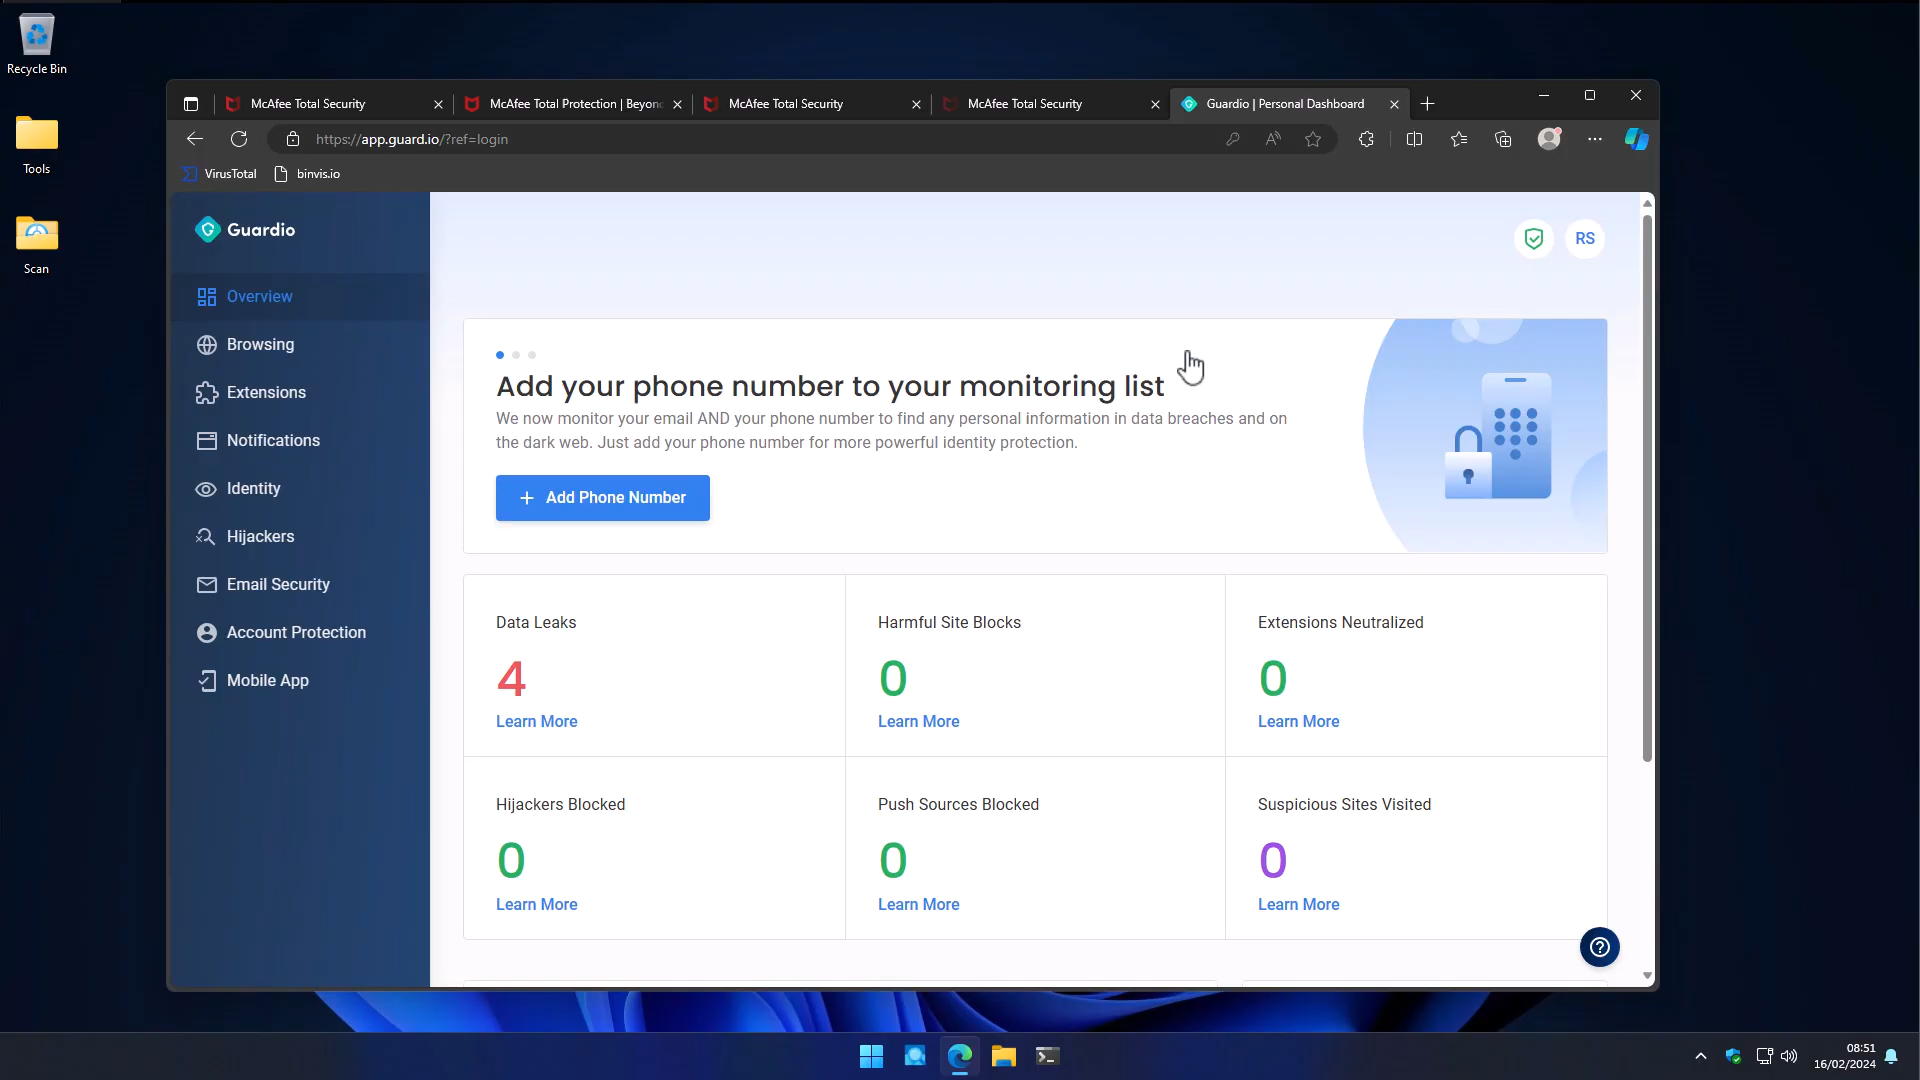 Recycle Bin
Tools
Scan
McAfee Total Security
McAfee Total Protection | Beyon
McAfee Total Security
McAfee Total Security
Guardio | Personal Dashboard
https://app.guard.io/?ref=login
VirusTotal
binvis.io
Guardio
RS
Overview
Browsing
Extensions
Notifications
Identity
Hijackers
Email Security
Account Protection
Mobile App
Add your phone number to your monitoring list
We now monitor your email AND your phone number to find any personal information in data breaches and on
the dark web. Just add your phone number for more powerful identity protection.
+ Add Phone Number
Data Leaks
4
Learn More
Harmful Site Blocks
0
Learn More
Extensions Neutralized
0
Learn More
Hijackers Blocked
0
Learn More
Push Sources Blocked
0
Learn More
Suspicious Sites Visited
0
Learn More
08:51
16/02/2024